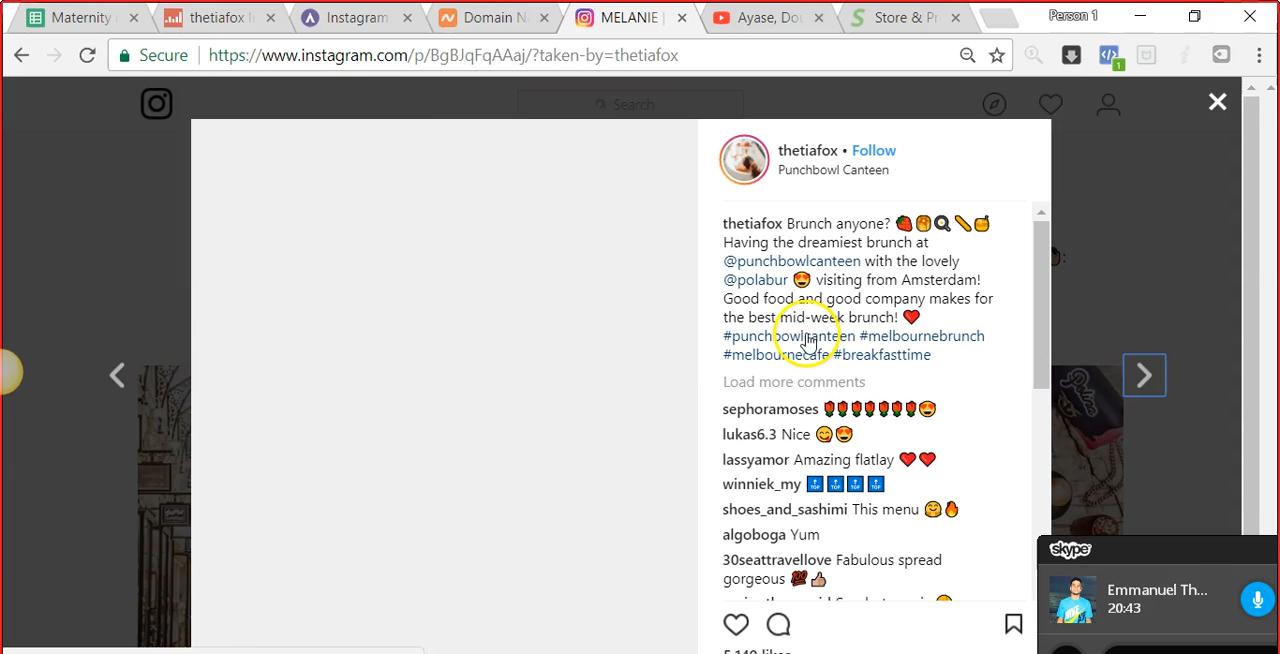 Maternity
thetiafox In
Instagram
Domain N
MELANIE |
Ayase, Dou
Store & Pr
Person 1
Secure
https://www.instagram.com/p/BgBJqFqAAaj/?taken-by=thetiafox
1
Search
thetiafox • Follow
Punchbowl Canteen
thetiafox Brunch anyone? 🍓🍞🍳🥖🍯
Having the dreamiest brunch at
@punchbowlcanteen with the lovely
@polabur 😍 visiting from Amsterdam!
Good food and good company makes for
the best mid-week brunch! ❤️
#punchbowlcanteen #melbournebrunch
#melbournecafe #breakfasttime
Load more comments
sephoramoses 🌹🌹🌹🌹🌹🌹🌹😍
lukas6.3 Nice 😋😍
lassyamor Amazing flatlay ❤️❤️
winniek_my 🔝🔝🔝🔝
shoes_and_sashimi This menu 🤗🔥
algoboga Yum
30seattravellove Fabulous spread
gorgeous 💯👍🏽
skype
Emmanuel Th...
20:43